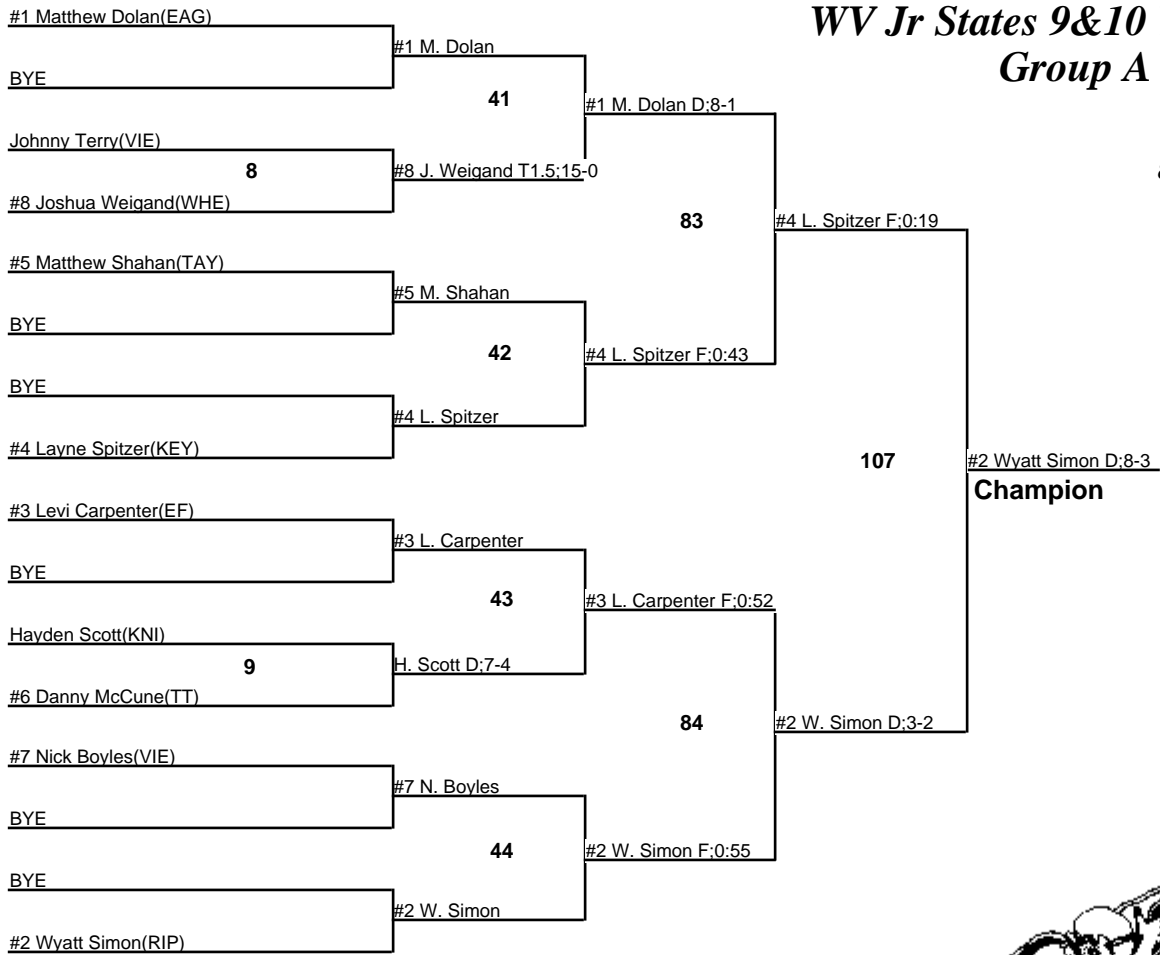 WV Jr States 9&10
Group A
#1 Matthew Dolan(EAG)
BYE
Johnny Terry(VIE)
8
#8 Joshua Weigand(WHE)
#5 Matthew Shahan(TAY)
BYE
BYE
#4 Layne Spitzer(KEY)
#3 Levi Carpenter(EF)
BYE
Hayden Scott(KNI)
9
#6 Danny McCune(TT)
#7 Nick Boyles(VIE)
BYE
BYE
#2 Wyatt Simon(RIP)
#1 M. Dolan
41
#8 J. Weigand T1.5;15-0
#5 M. Shahan
42
#4 L. Spitzer
#3 L. Carpenter
43
H. Scott D;7-4
#7 N. Boyles
44
#2 W. Simon
#1 M. Dolan D;8-1
83
#4 L. Spitzer F;0:43
#3 L. Carpenter F;0:52
84
#2 W. Simon F;0:55
#4 L. Spitzer F;0:19
107
#2 W. Simon D;3-2
#2 Wyatt Simon D;8-3
Champion